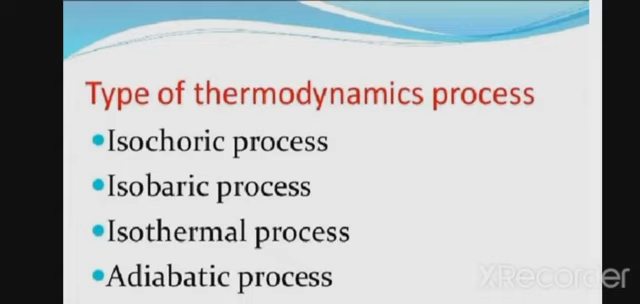 Type of thermodynamics process
•Isochoric process
•Isobaric process
•Isothermal process
•Adiabatic process
XRecorder